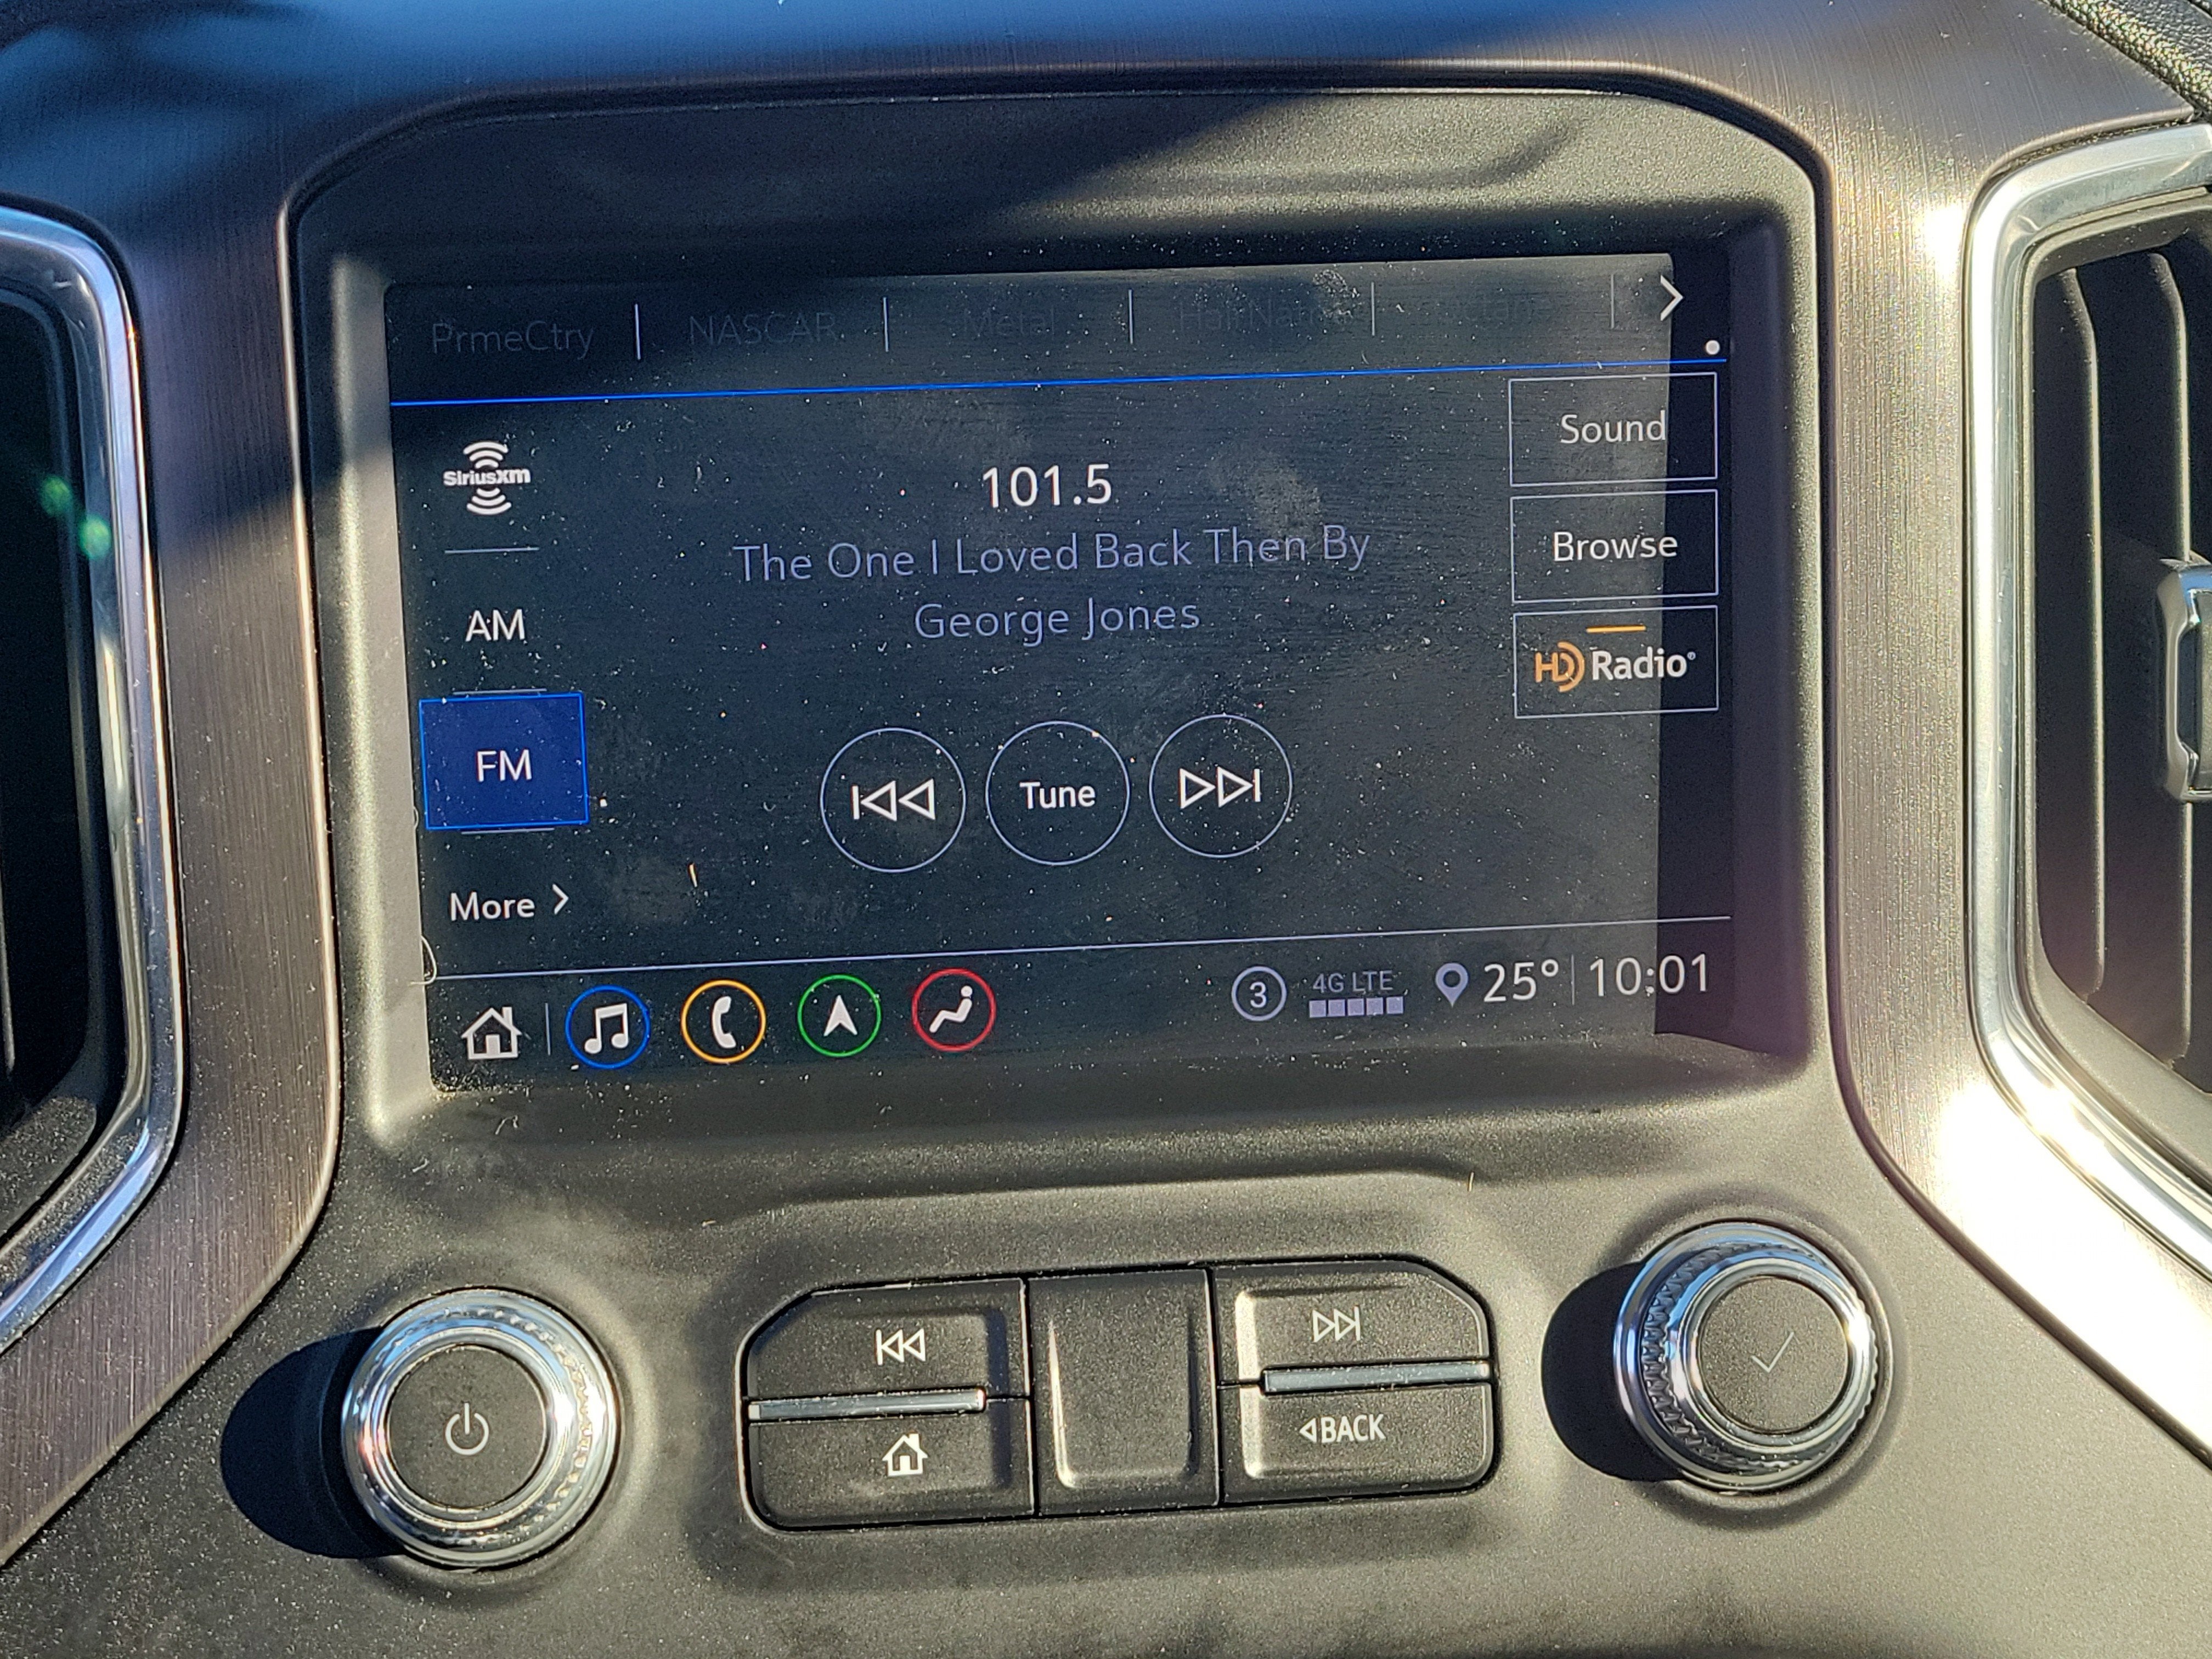 PrmeCtry NASCAR Metal
SiriusXm
101.5
Sound
The One I Loved Back Then By
Browse
AM
George Jones
HD Radio®
FM
Tune
More >
3 4G LTE 25° 10:01
BACK